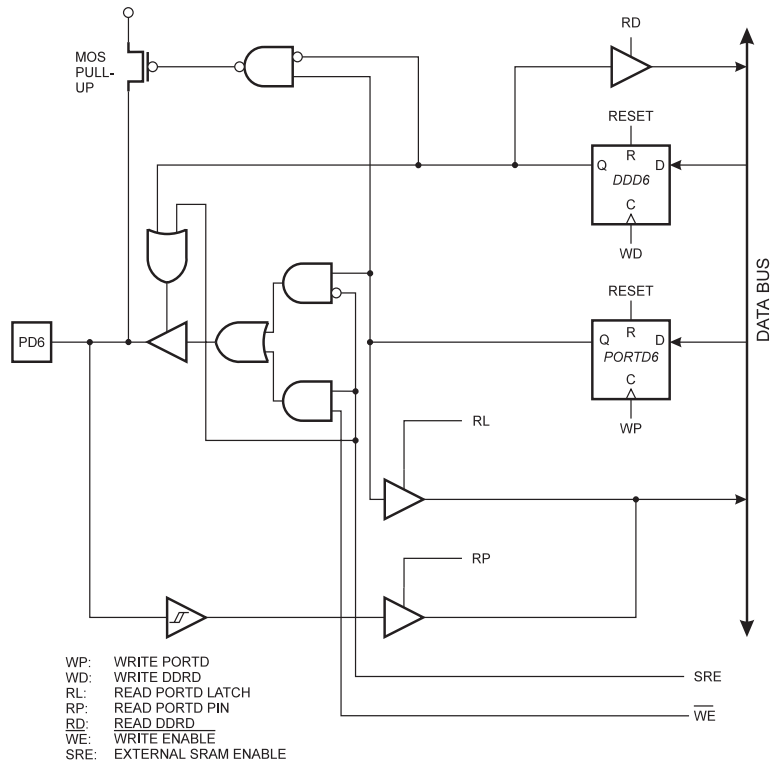 RD
MOS
PULL-
UP
RESET
R
Q D
DDD6
C
WD
RESET
R
Q D
PORTD6
C
WP
PD6
DATA BUS
RL
RP
WP: WRITE PORTD
WD: WRITE DDRD
RL: READ PORTD LATCH
RP: READ PORTD PIN
RD: READ DDRD
WE: WRITE ENABLE
SRE: EXTERNAL SRAM ENABLE
SRE
WE